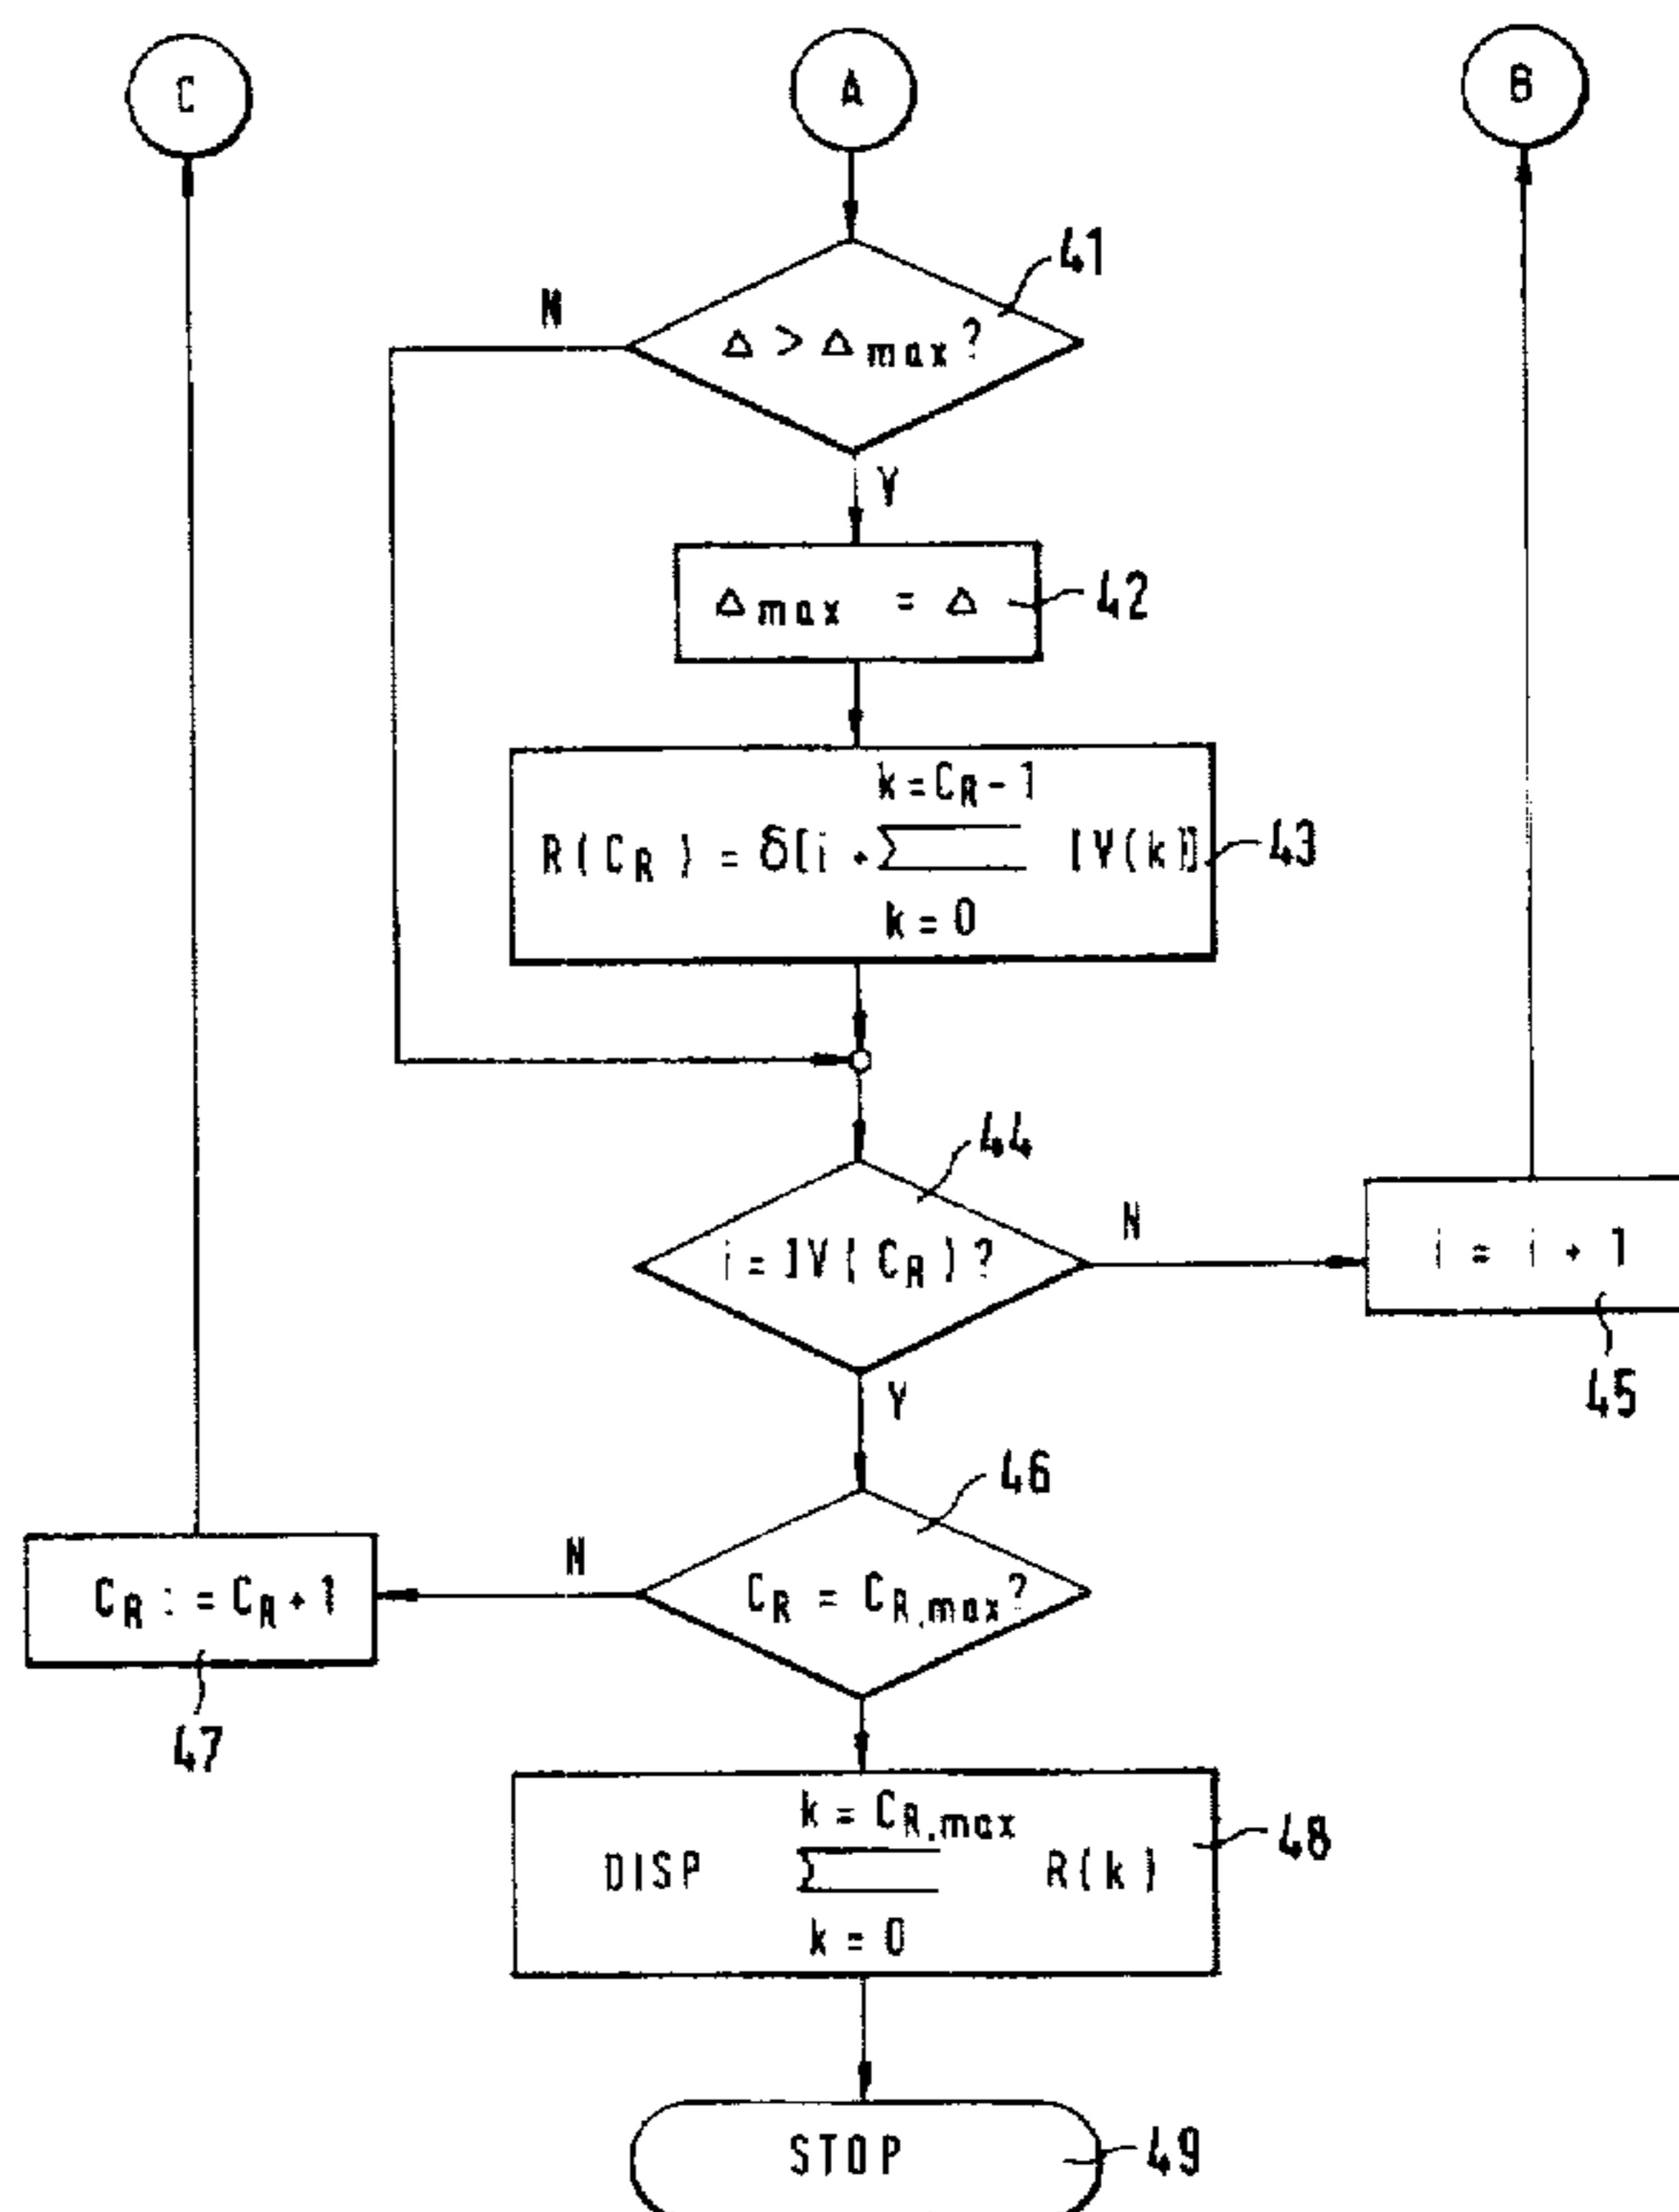 C
A
B
41
N
Δ > Δmax?
Y
Δmax = Δ
42
k=CR-1
R(CR) = δ[i + ∑ IV(k)]
k=0
43
44
i=IV(CR)?
N
i = i + 1
45
Y
46
N
CR = CR,max?
CR := CR+1
47
k = CR,max
DISP ∑ R(k)
k = 0
48
STOP
49